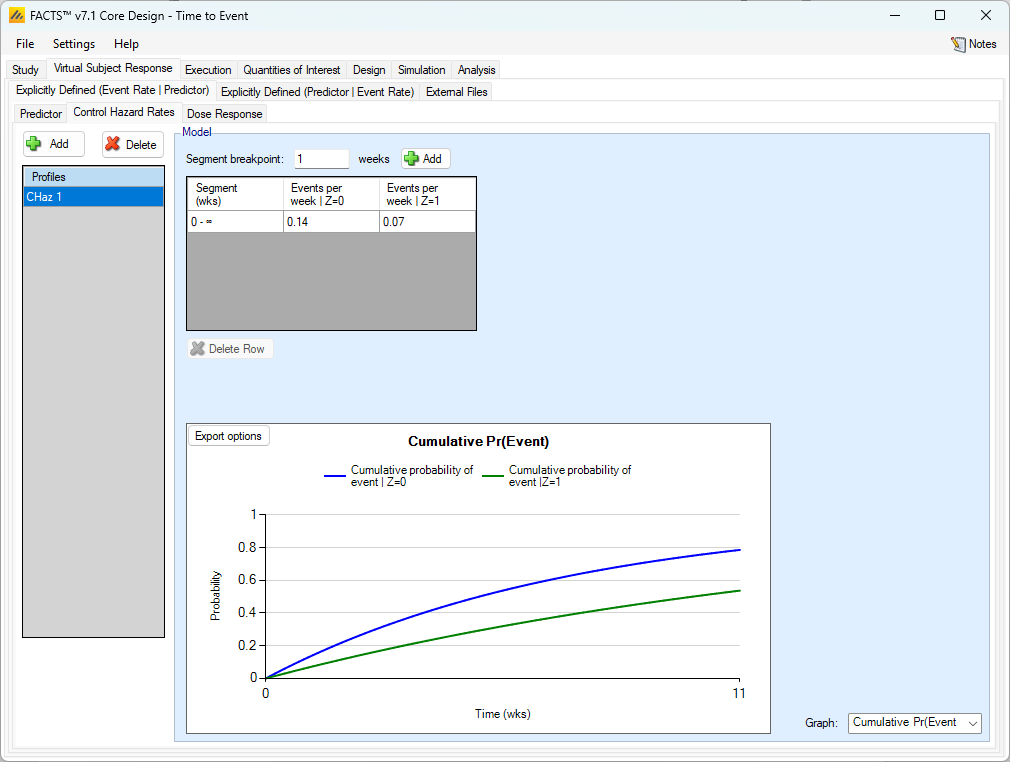 FACTS™ v7.1 Core Design - Time to Event
File Settings Help Notes
Study Virtual Subject Response Execution Quantities of Interest Design Simulation Analysis
Explicitly Defined (Event Rate | Predictor) Explicitly Defined (Predictor | Event Rate) External Files
Predictor Control Hazard Rates Dose Response
Add Delete
Profiles
CHaz 1
Model
Segment breakpoint: 1 weeks Add
Segment (wks) Events per week | Z=0 Events per week | Z=1
0 - ∞ 0.14 0.07
Delete Row
Export options
Cumulative Pr(Event)
Cumulative probability of
event | Z=0
Cumulative probability of
event |Z=1
Probability
1
0.8
0.6
0.4
0.2
0
0 11
Time (wks)
Graph: Cumulative Pr(Event